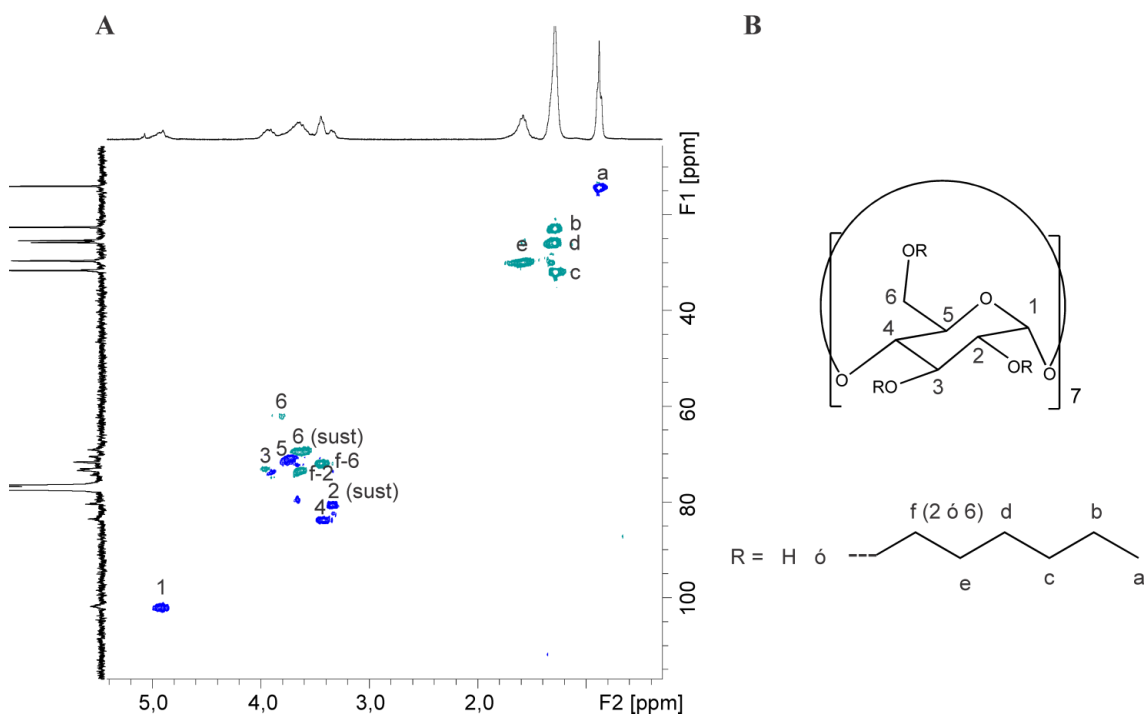 A
B
a
b
d
e
c
6
6 (sust)
3
5
f-6
f-2
2 (sust)
4
1
F1 [ppm]
40
60
80
100
5,0
4,0
3,0
2,0
F2 [ppm]
OR
6
5
O
1
4
2
OR
O
RO
3
O
7
f (2 ó 6)
d
b
R = H ó
e
c
a